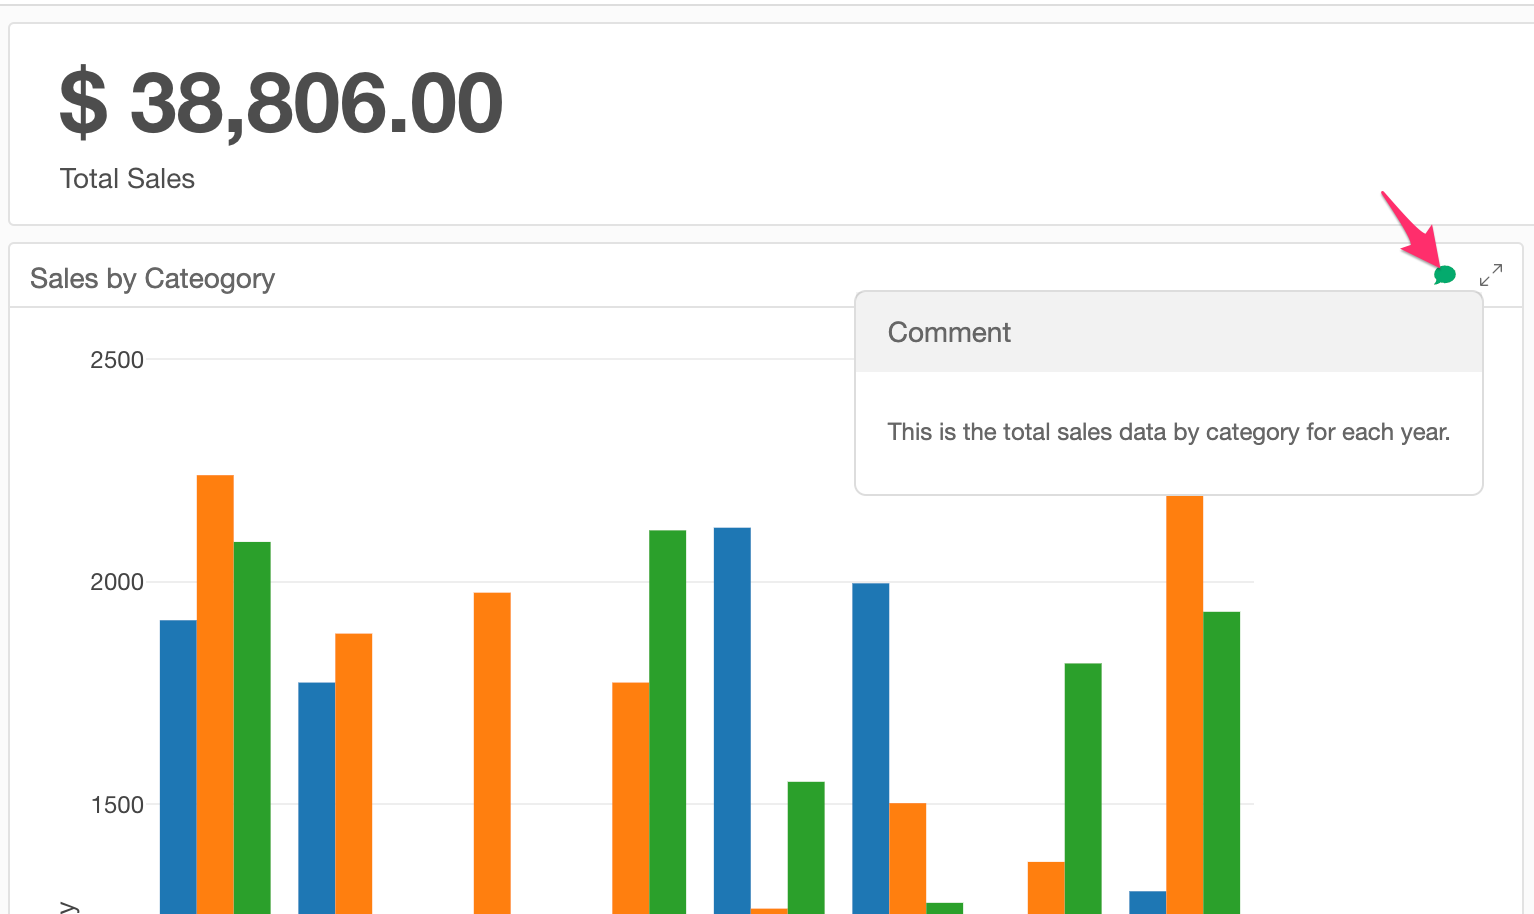 $ 38,806.00
Total Sales
Sales by Cateogory
Comment
This is the total sales data by category for each year.
2500
2000
1500
y